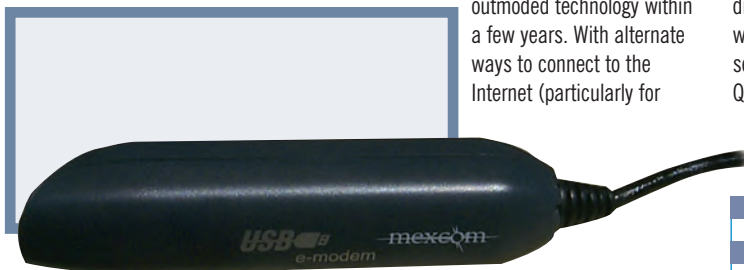 outmoded technology within
a few years. With alternate
ways to connect to the
Internet (particularly for
USB
e-modem
mexcom